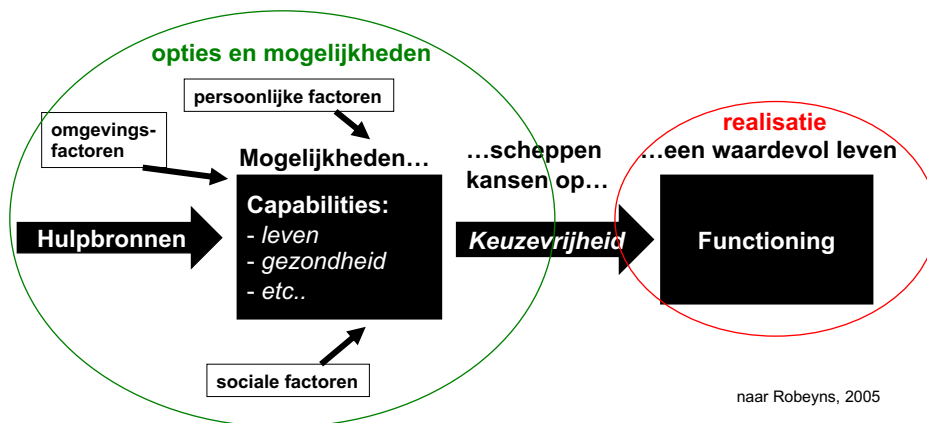 opties en mogelijkheden
persoonlijke factoren
omgevings-
factoren
realisatie
Mogelijkheden…
…scheppen
kansen op…
…een waardevol leven
Hulpbronnen
Capabilities:
- leven
- gezondheid
- etc..
Keuzevrijheid
Functioning
sociale factoren
naar Robeyns, 2005